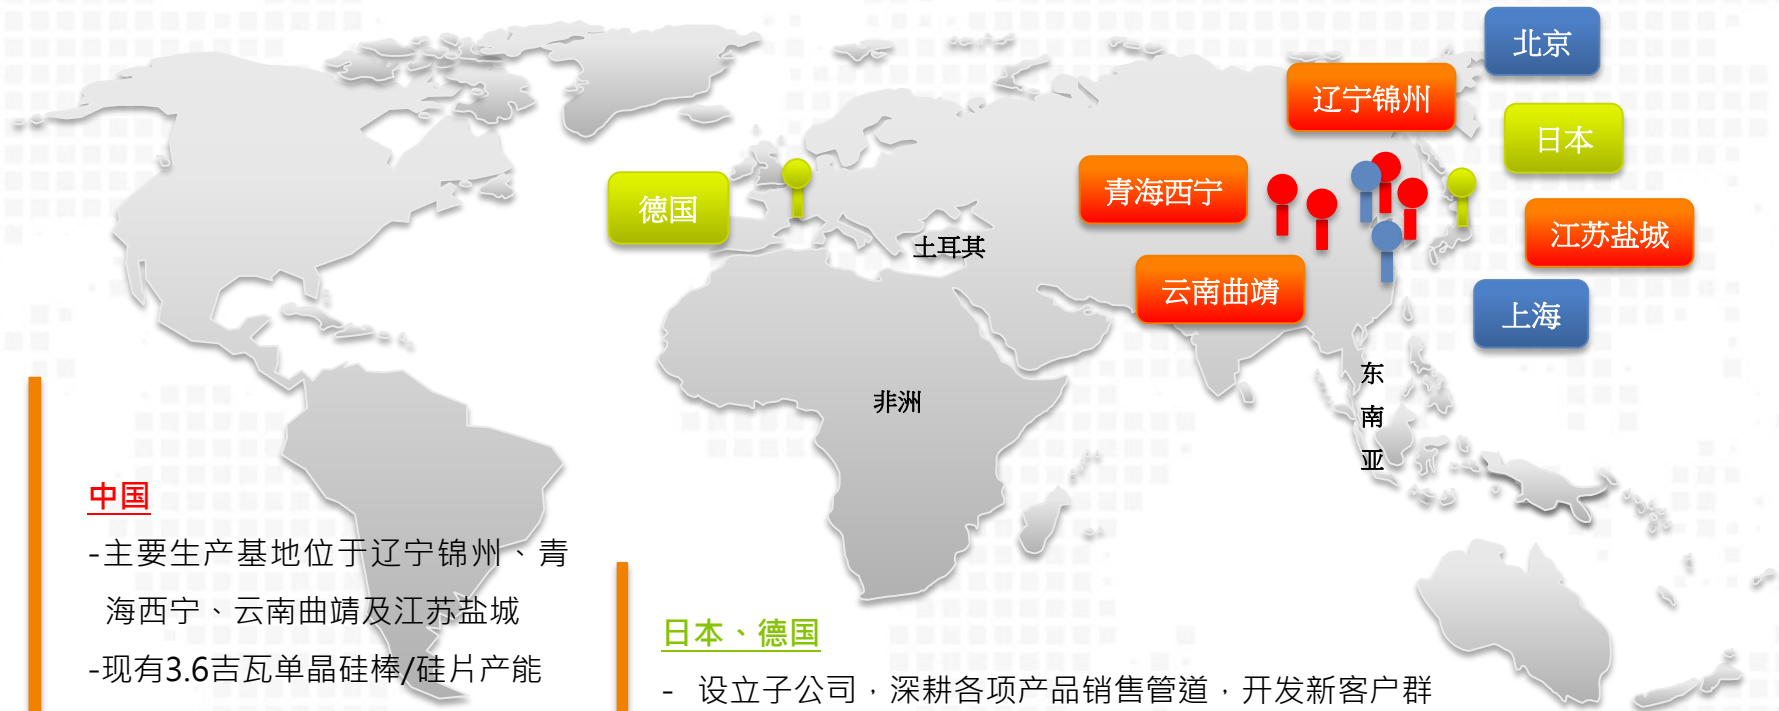 北京
辽宁锦州
日本
青海西宁
德国
江苏盐城
土耳其
云南曲靖
上海
东
南
亚
非洲
中国
-主要生产基地位于辽宁锦州、青
海西宁、云南曲靖及江苏盐城
-现有3.6吉瓦单晶硅棒/硅片产能
日本、德国
- 设立子公司，深耕各项产品销售管道，开发新客户群